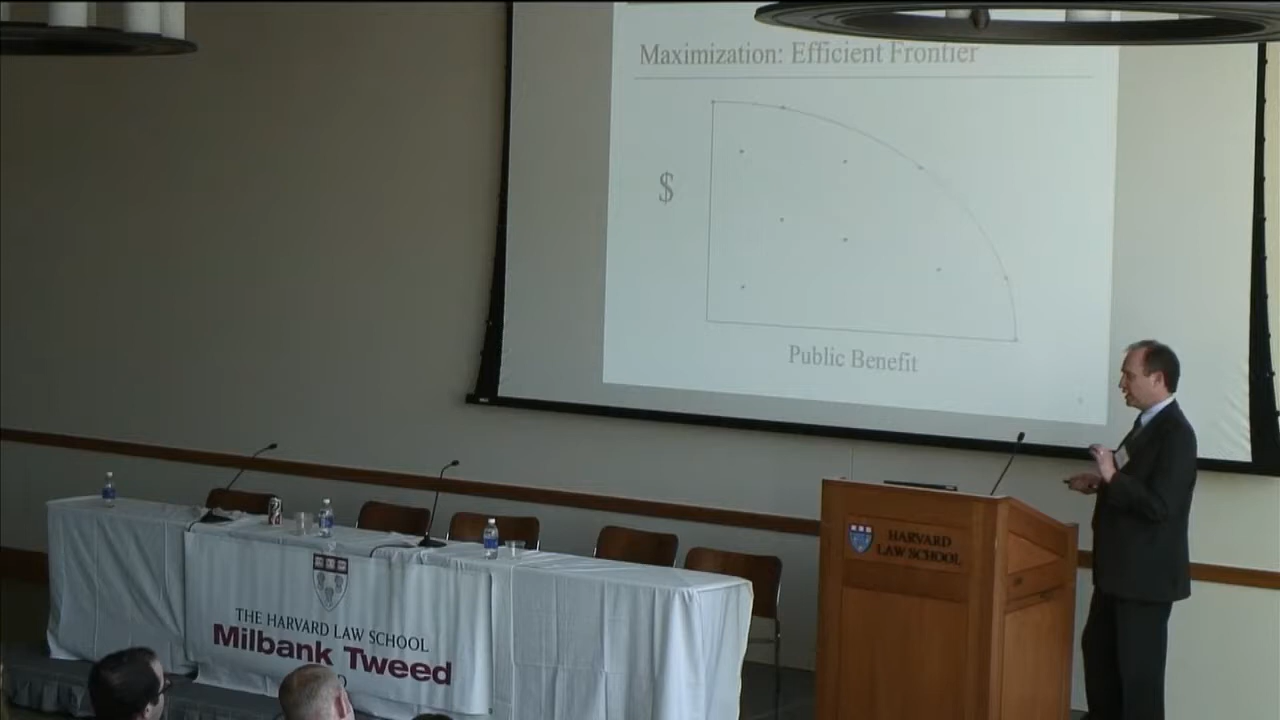 Maximization: Efficient Frontier
$
Public Benefit
HARVARD
LAW SCHOOL
THE HARVARD LAW SCHOOL
Milbank Tweed